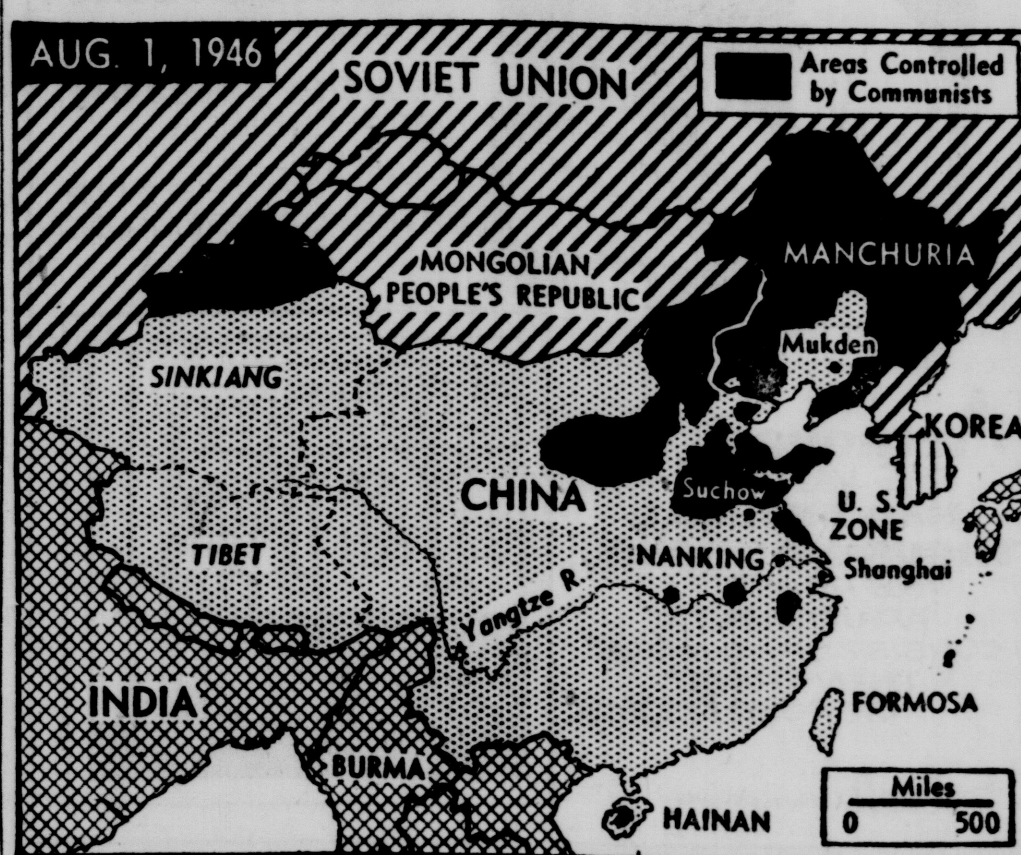 AUG. 1, 1946
SOVIET UNION
Areas Controlled
by Communists
MANCHURIA
MONGOLIAN
PEOPLE'S REPUBLIC
Mukden
SINKIANG
KOREA
CHINA
Suchow
U. S.
ZONE
TIBET
NANKING
Shanghai
Yangtze R.
INDIA
FORMOSA
BURMA
Miles
0 500
HAINAN